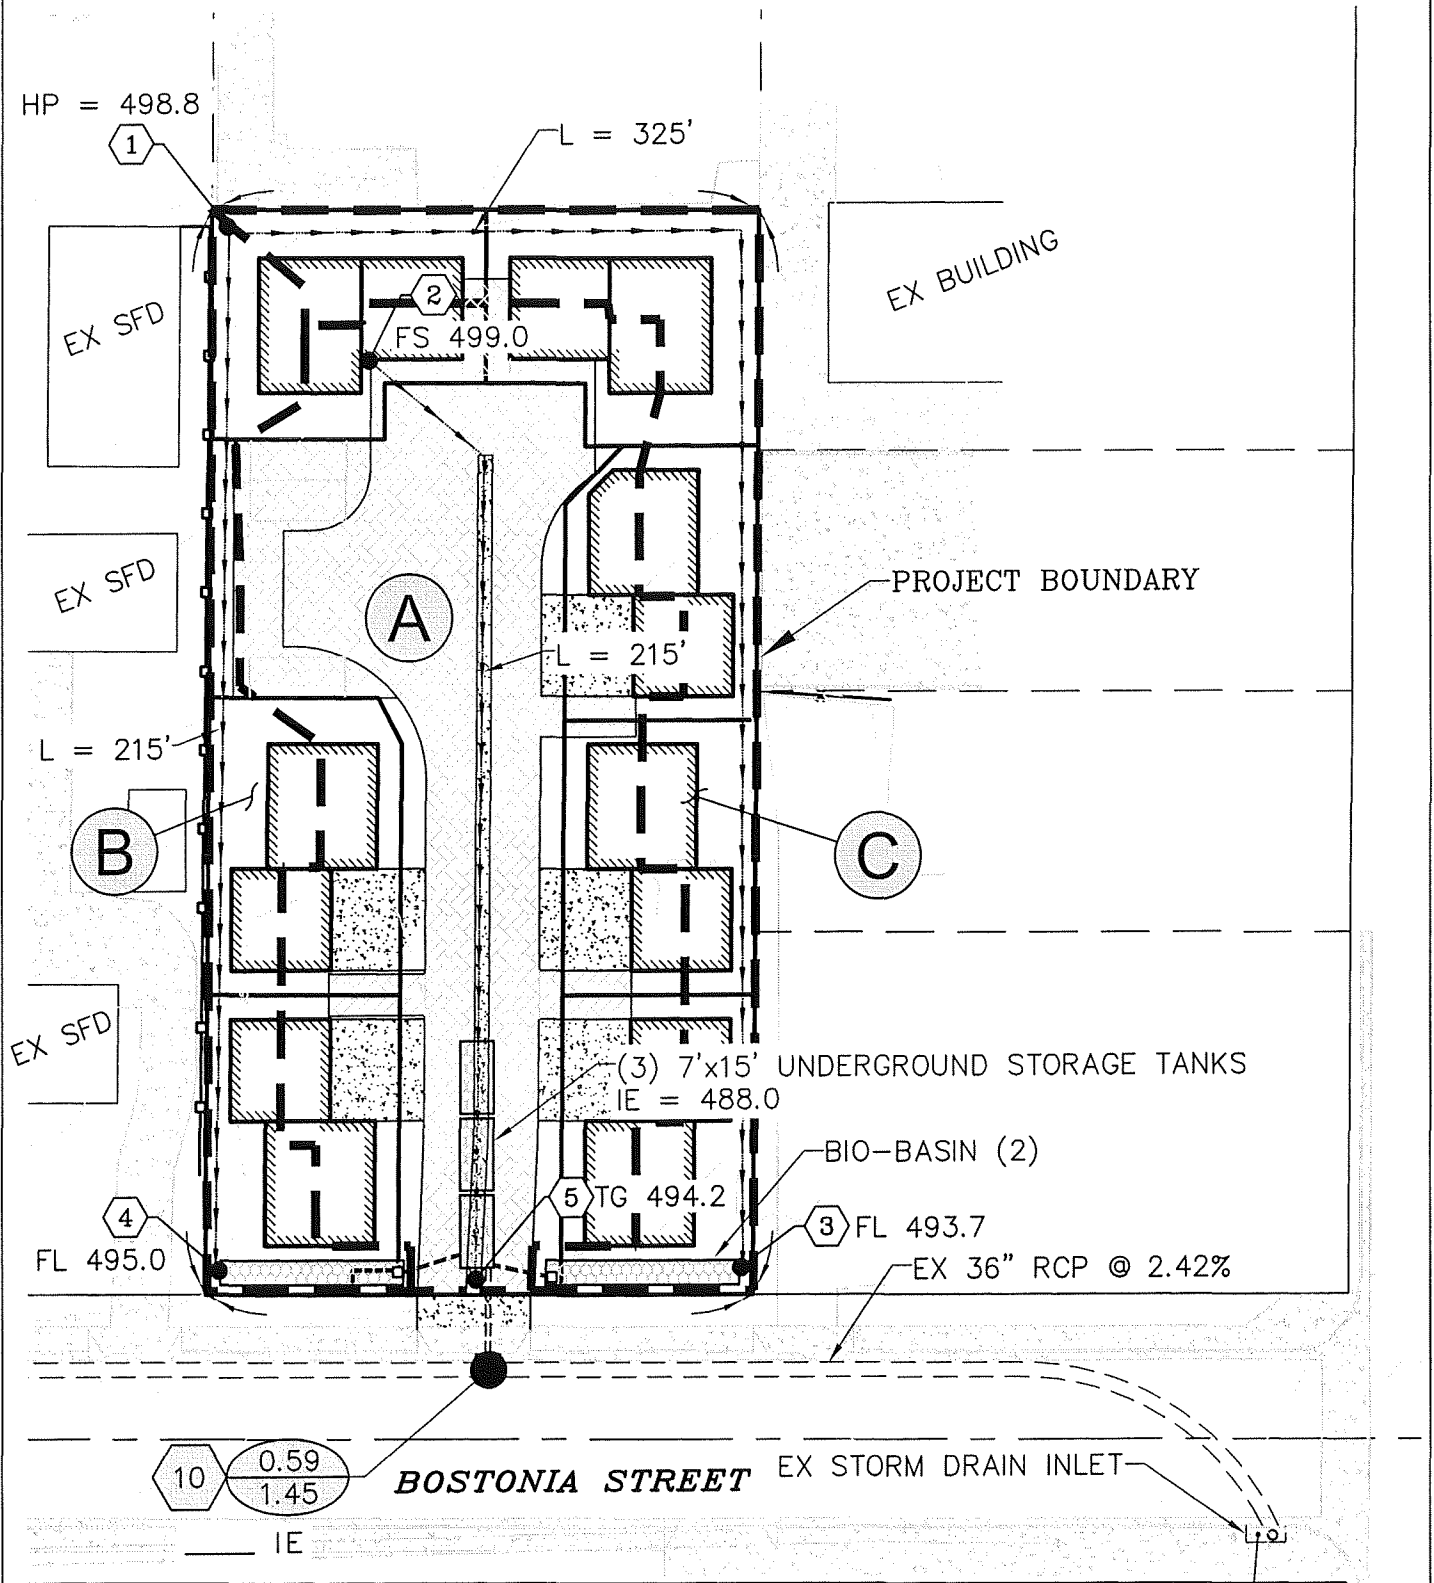 HP = 498.8
1
L = 325'
EX SFD
EX BUILDING
2
FS 499.0
EX SFD
A
PROJECT BOUNDARY
L = 215'
L = 215'
B
C
EX SFD
(3) 7'x15' UNDERGROUND STORAGE TANKS
IE = 488.0
BIO-BASIN (2)
5 TG 494.2
4
3 FL 493.7
FL 495.0
EX 36" RCP @ 2.42%
10
0.59
1.45
BOSTONIA STREET
EX STORM DRAIN INLET
___ IE